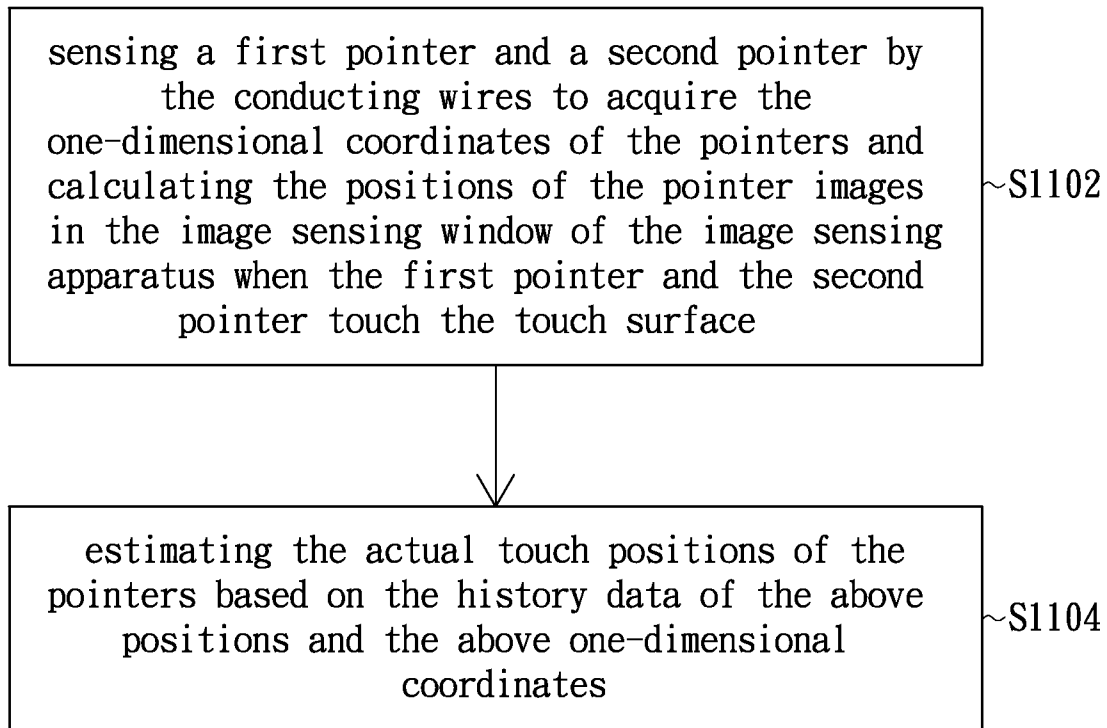 sensing a first pointer and a second pointer by
the conducting wires to acquire the
one-dimensional coordinates of the pointers and
calculating the positions of the pointer images
in the image sensing window of the image sensing
apparatus when the first pointer and the second
pointer touch the touch surface
~S1102
estimating the actual touch positions of the
pointers based on the history data of the above
positions and the above one-dimensional
coordinates
~S1104